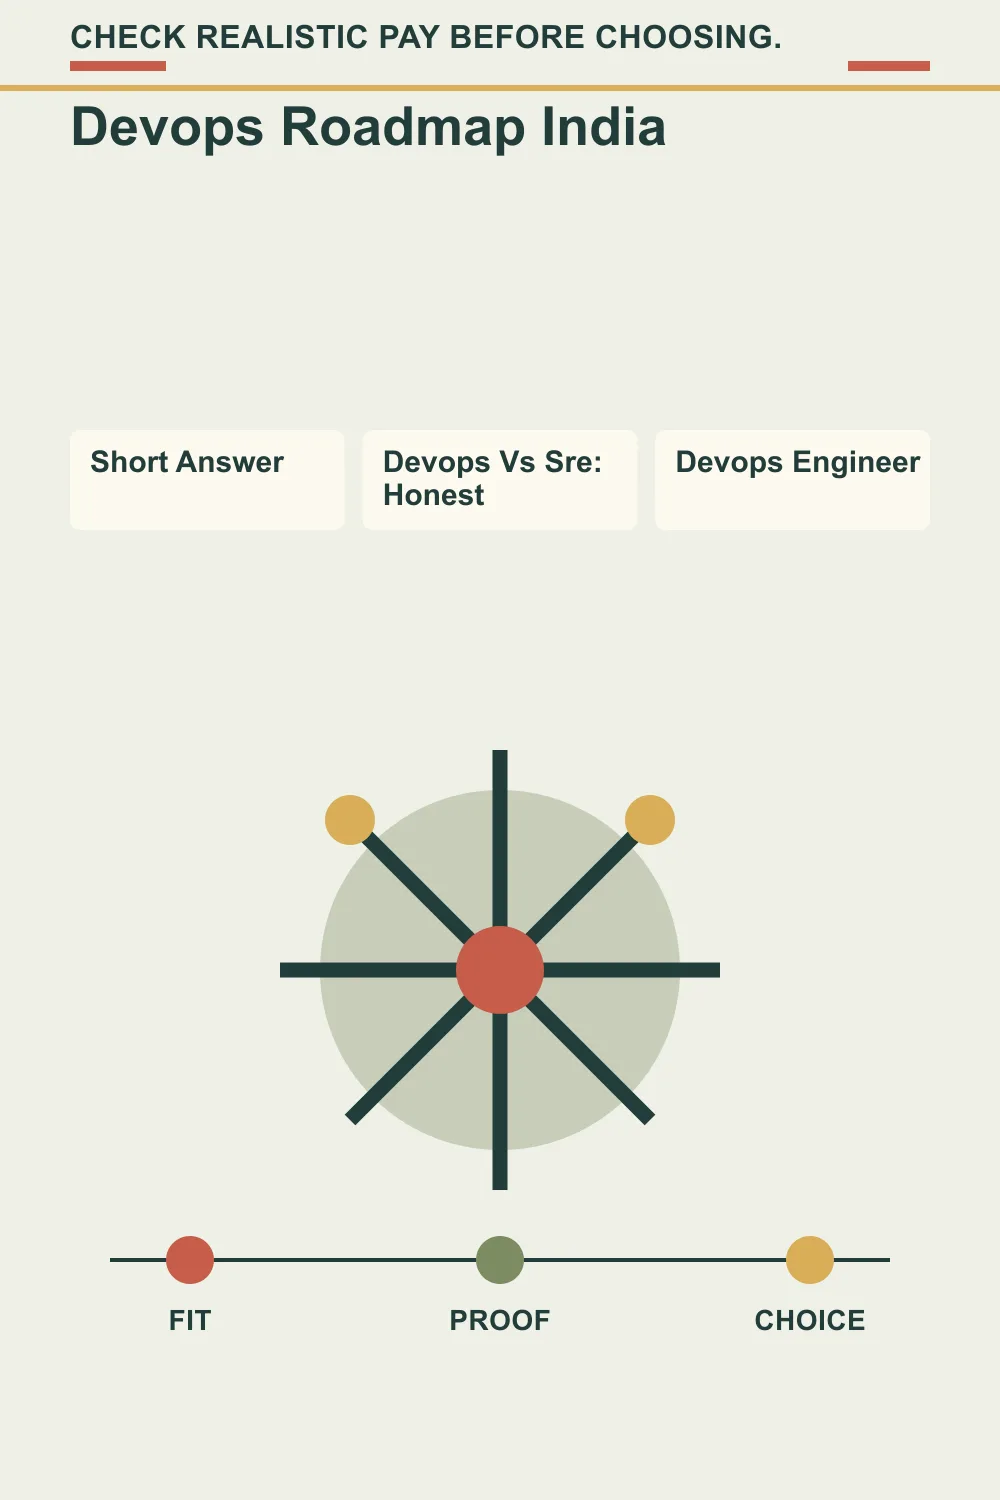 CHECK REALISTIC PAY BEFORE CHOOSING.
Devops Roadmap India
Short Answer
Devops Vs Sre:
Honest
Devops Engineer
FIT
PROOF
CHOICE